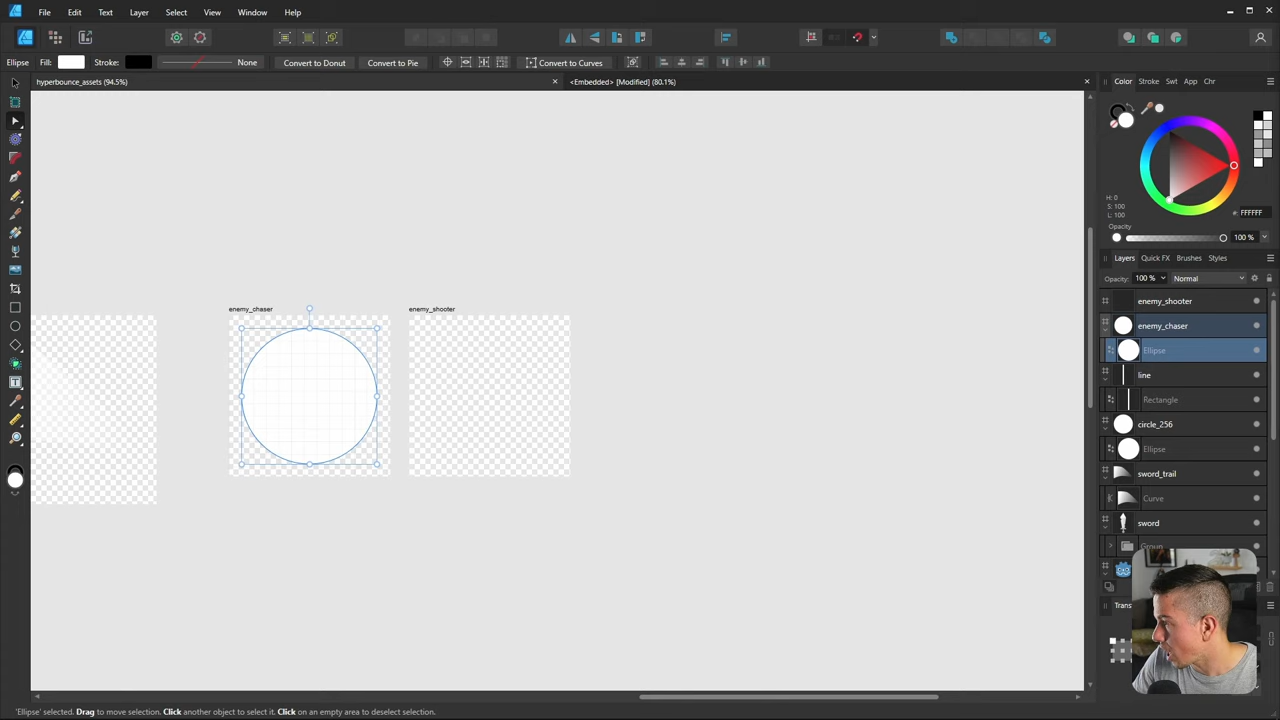 File Edit Text Layer Select View Window Help
Ellipse Fill: Stroke: None Convert to Donut Convert to Pie Convert to Curves
hyperbounce_assets (94.5%) <Embedded> [Modified] (80.1%)
Color Stroke Swt App Chr
H: 0
S: 100
L: 100
#: FFFFFF
Opacity
100 %
Layers Quick FX Brushes Styles
Opacity: 100 % Normal
enemy_shooter
enemy_chaser
Ellipse
line
Rectangle
circle_256
Ellipse
sword_trail
Curve
sword
Group
enemy_chaser
enemy_shooter
'Ellipse' selected. Drag to move selection. Click another object to select it. Click on an empty area to deselect selection.